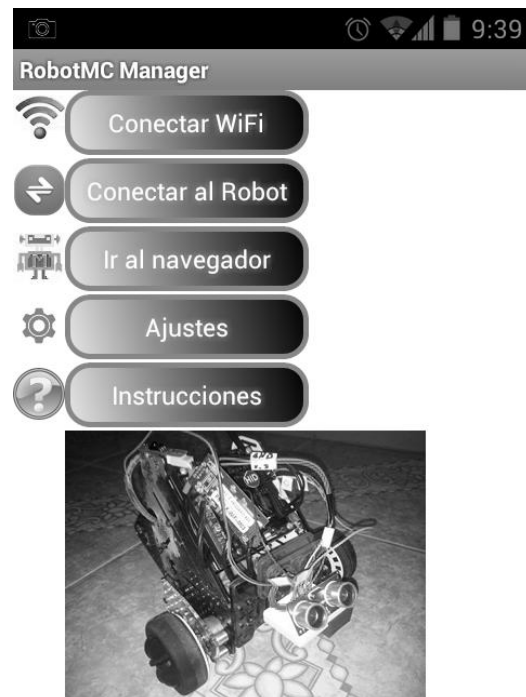 9:39
RobotMC Manager
Conectar WiFi
Conectar al Robot
Ir al navegador
Ajustes
?
Instrucciones